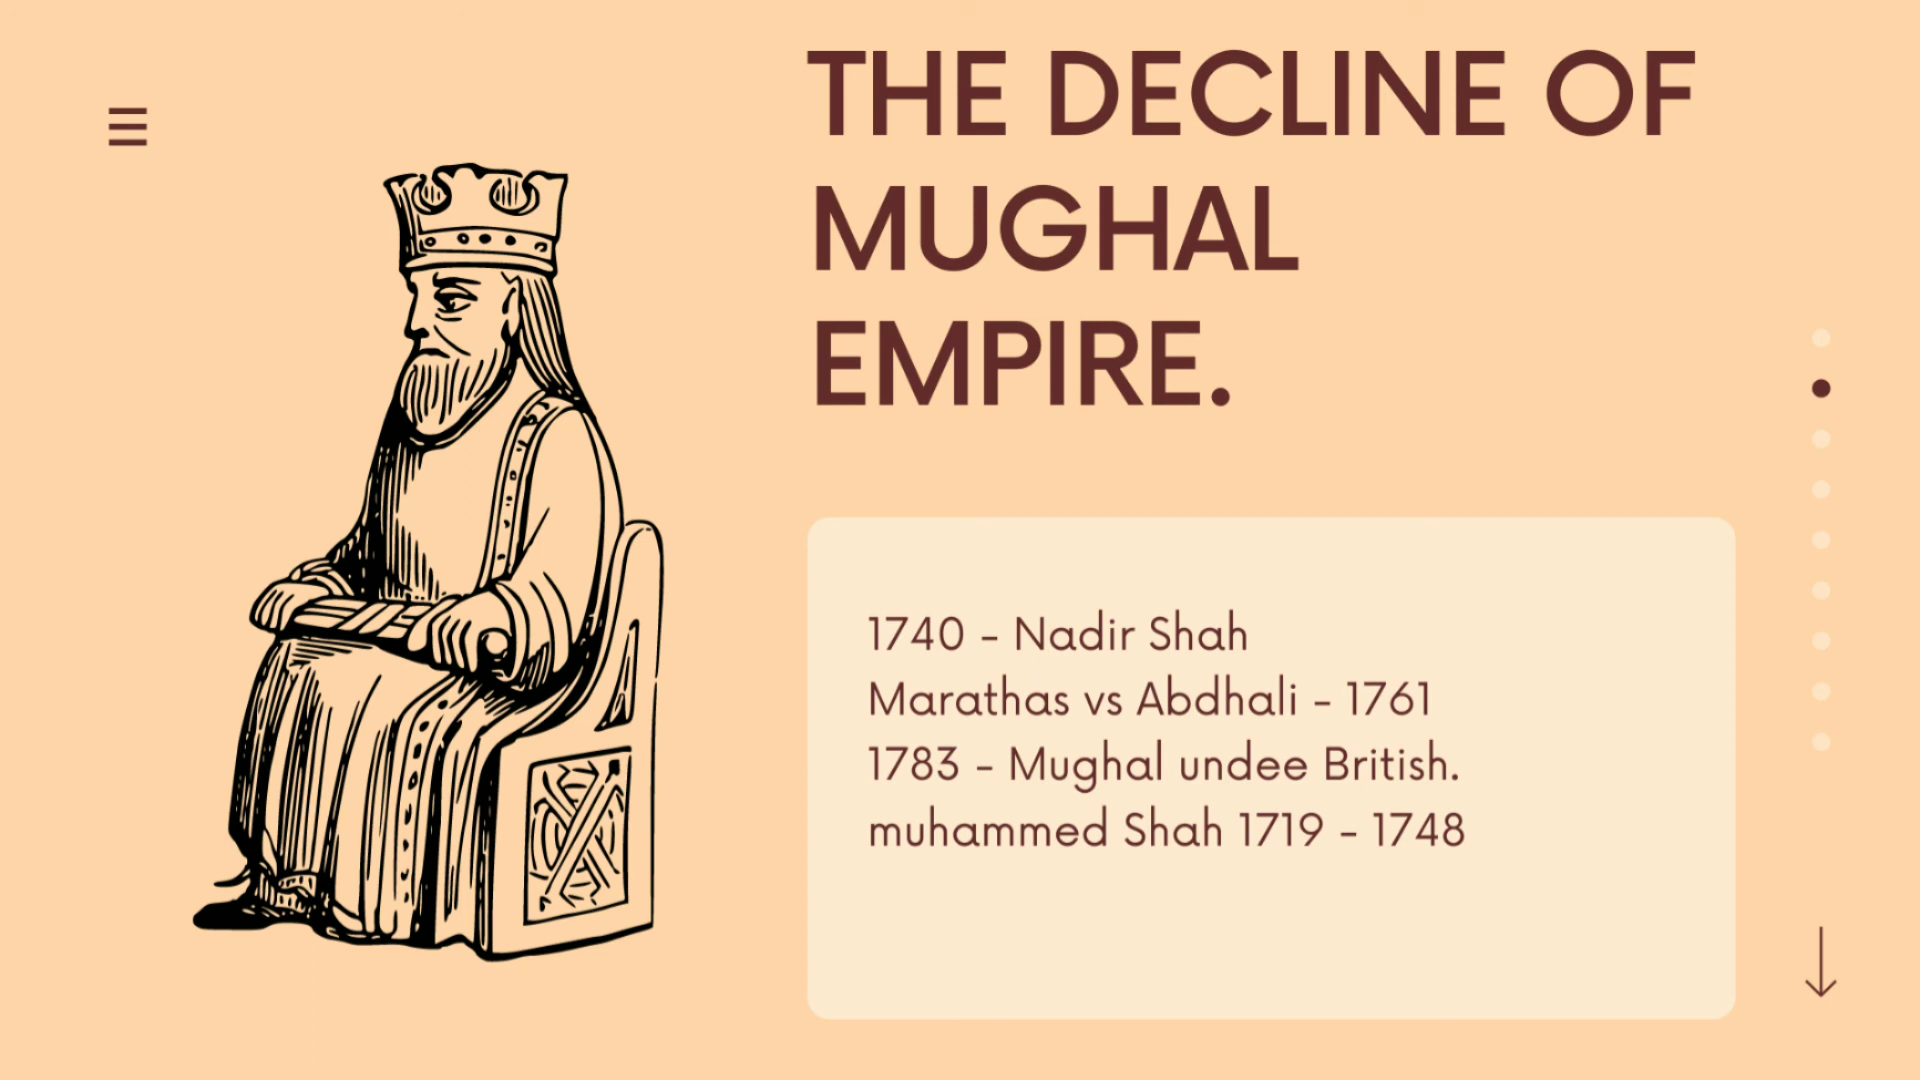 THE DECLINE OF
MUGHAL
EMPIRE.
1740 - Nadir Shah
Marathas vs Abdhali - 1761
1783 - Mughal undee British.
muhammed Shah 1719 - 1748